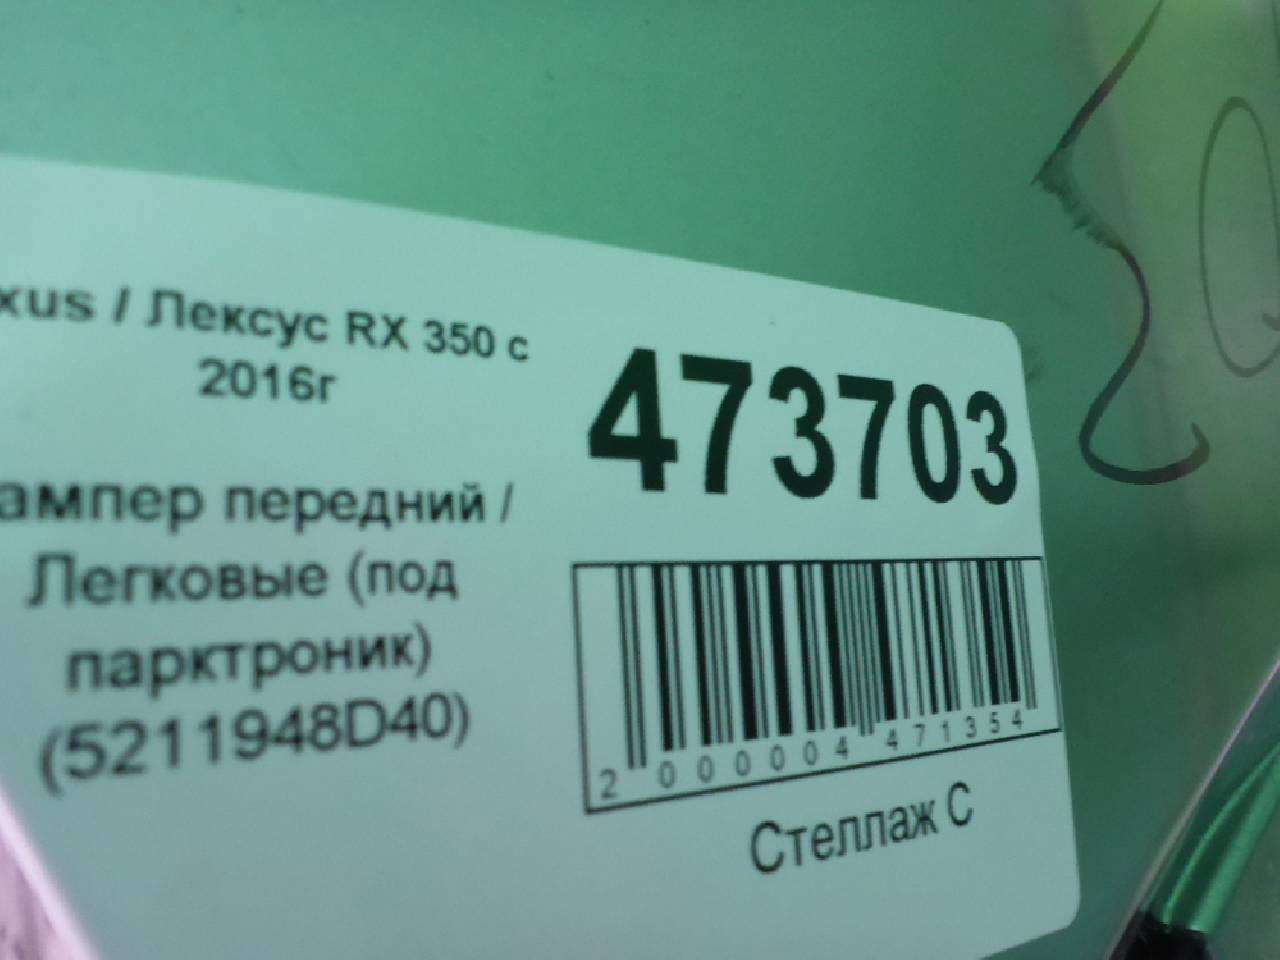 xus / Лексус RX 350 с
2016г
473703
ампер передний /
Легковые (под
парктроник)
(5211948D40)
2 000004 471354
Стеллаж С